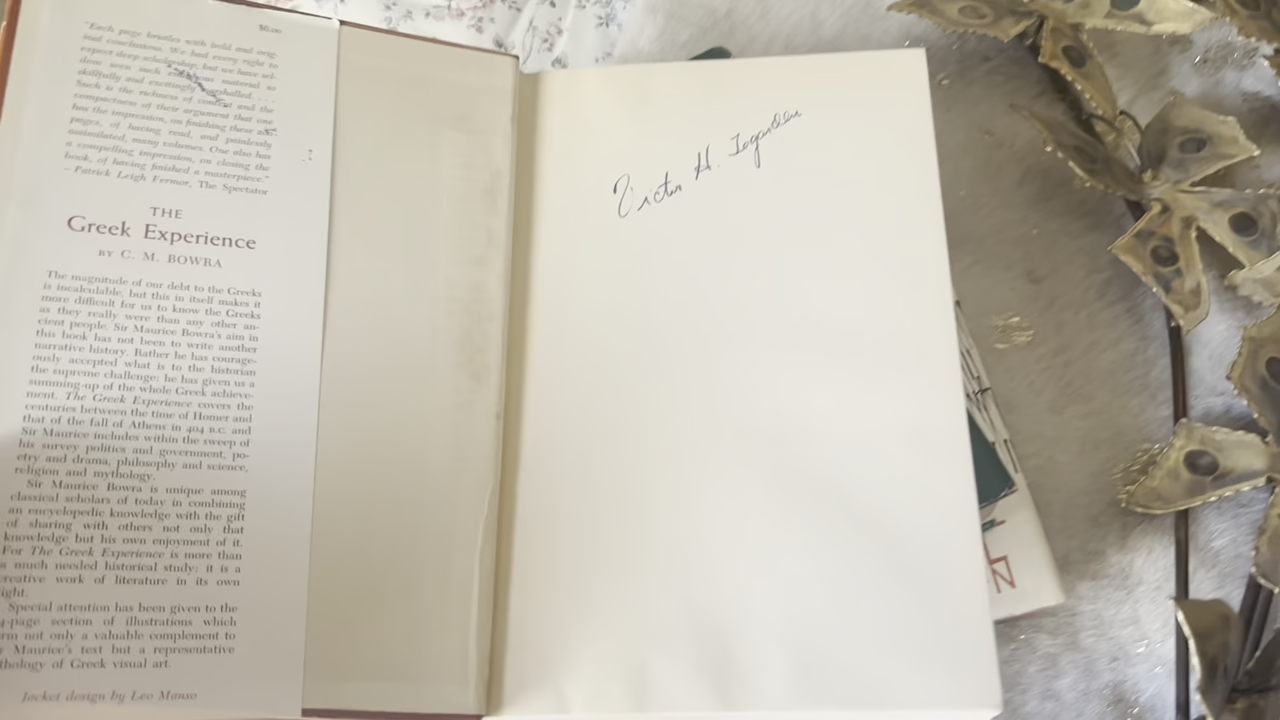 $6.00
"Each page bristles with bold and orig-
inal conclusions. We had every right to
expect deep scholarship; but we have sel-
dom seen such material so
skillfully and excitingly marshalled. . . .
Such is the richness of content and the
compactness of their argument that one
has the impression, on finishing these
pages, of having read, and painlessly
assimilated, many volumes. One also has
a compelling impression, on closing the
book, of having finished a masterpiece."
– Patrick Leigh Fermor, The Spectator
THE
Greek Experience
BY C. M. BOWRA
The magnitude of our debt to the Greeks
is incalculable, but this in itself makes it
more difficult for us to know the Greeks
as they really were than any other an-
cient people. Sir Maurice Bowra's aim in
this book has not been to write another
narrative history. Rather he has courage-
ously accepted what is to the historian
the supreme challenge: he has given us a
summing-up of the whole Greek achieve-
ment. The Greek Experience covers the
centuries between the time of Homer and
that of the fall of Athens in 404 B.C. and
Sir Maurice includes within the sweep of
his survey politics and government, po-
etry and drama, philosophy and science,
religion and mythology.
Sir Maurice Bowra is unique among
classical scholars of today in combining
an encyclopedic knowledge with the gift
of sharing with others not only that
knowledge but his own enjoyment of it.
For The Greek Experience is more than
a much needed historical study: it is a
creative work of literature in its own
ight.
Special attention has been given to the
4-page section of illustrations which
rm not only a valuable complement to
r Maurice's text but a representative
thology of Greek visual art.
Jacket design by Leo Manso
Victor H. Iogarden
N